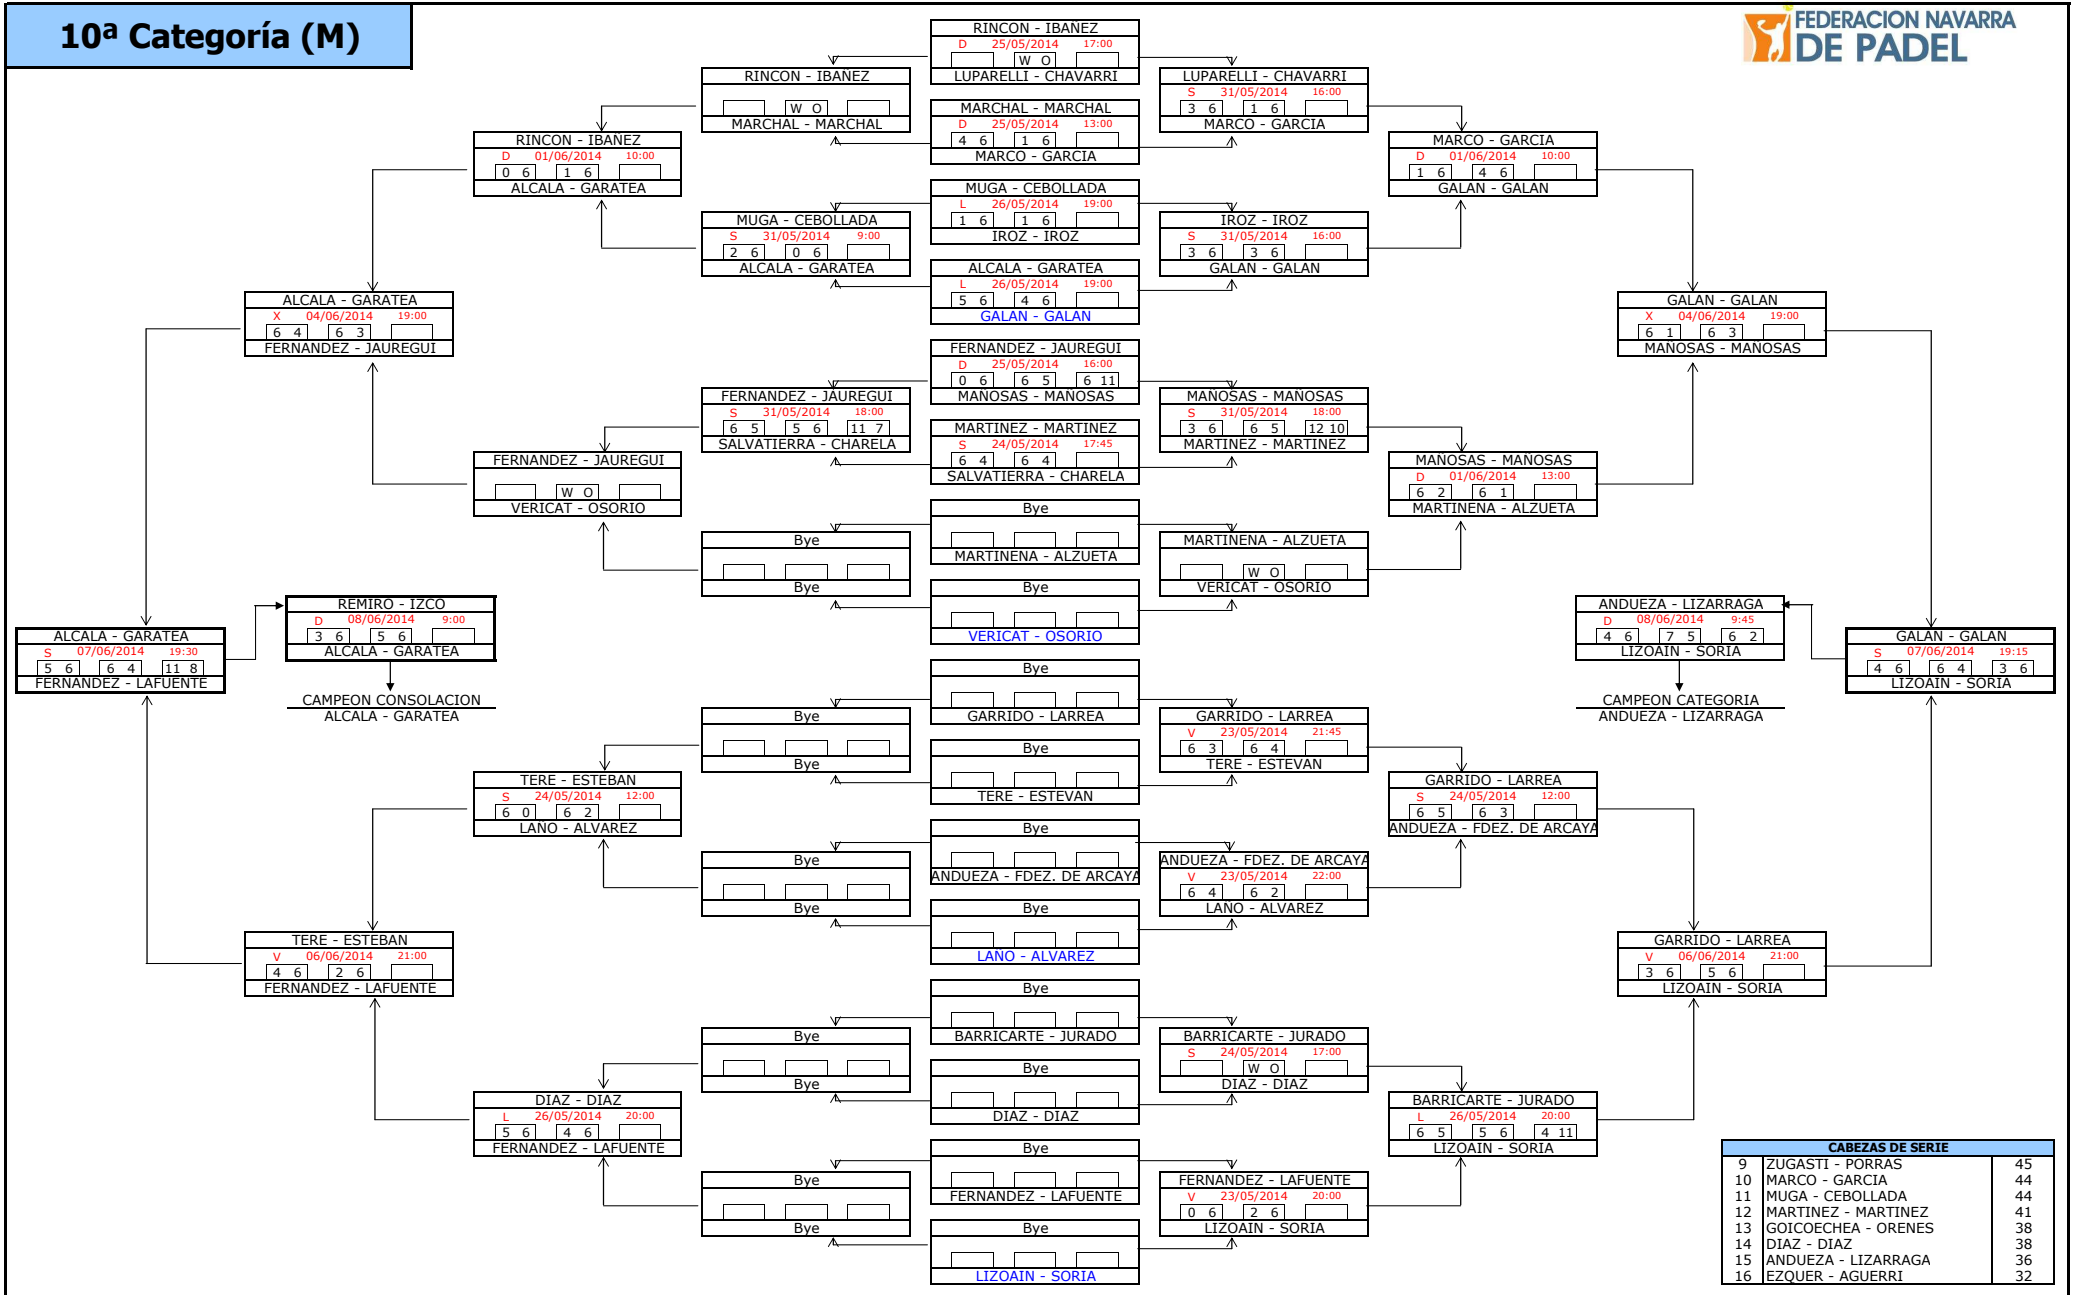 10ª Categoría (M)
FEDERACION NAVARRA
DE PADEL
ALCALA - GARATEA
S 07/06/2014 19:30
5 6 6 4 11 8
FERNANDEZ - LAFUENTE
REMIRO - IZCO
D 08/06/2014 9:00
3 6 5 6
ALCALA - GARATEA
CAMPEON CONSOLACION
ALCALA - GARATEA
ALCALA - GARATEA
X 04/06/2014 19:00
6 4 6 3
FERNANDEZ - JAUREGUI
TERE - ESTEBAN
V 06/06/2014 21:00
4 6 2 6
FERNANDEZ - LAFUENTE
RINCON - IBAÑEZ
D 01/06/2014 10:00
0 6 1 6
ALCALA - GARATEA
FERNANDEZ - JAUREGUI
W O
VERICAT - OSORIO
TERE - ESTEBAN
S 24/05/2014 12:00
6 0 6 2
LAÑO - ALVAREZ
DIAZ - DIAZ
L 26/05/2014 20:00
5 6 4 6
FERNANDEZ - LAFUENTE
RINCON - IBAÑEZ
W O
MARCHAL - MARCHAL
MUGA - CEBOLLADA
S 31/05/2014 9:00
2 6 0 6
ALCALA - GARATEA
FERNANDEZ - JAUREGUI
S 31/05/2014 18:00
6 5 5 6 11 7
SALVATIERRA - CHARELA
Bye
Bye
Bye
Bye
Bye
Bye
Bye
Bye
Bye
Bye
RINCON - IBAÑEZ
D 25/05/2014 17:00
W O
LUPARELLI - CHAVARRI
MARCHAL - MARCHAL
D 25/05/2014 13:00
4 6 1 6
MARCO - GARCIA
MUGA - CEBOLLADA
L 26/05/2014 19:00
1 6 1 6
IROZ - IROZ
ALCALA - GARATEA
L 26/05/2014 19:00
5 6 4 6
GALAN - GALAN
FERNANDEZ - JAUREGUI
D 25/05/2014 16:00
0 6 6 5 6 11
MAÑOSAS - MAÑOSAS
MARTINEZ - MARTINEZ
S 24/05/2014 17:45
6 4 6 4
SALVATIERRA - CHARELA
Bye
MARTINENA - ALZUETA
Bye
VERICAT - OSORIO
Bye
GARRIDO - LARREA
Bye
TERE - ESTEVAN
Bye
ANDUEZA - FDEZ. DE ARCAYA
Bye
LAÑO - ALVAREZ
Bye
BARRICARTE - JURADO
Bye
DIAZ - DIAZ
Bye
FERNANDEZ - LAFUENTE
Bye
LIZOAIN - SORIA
LUPARELLI - CHAVARRI
S 31/05/2014 16:00
3 6 1 6
MARCO - GARCIA
IROZ - IROZ
S 31/05/2014 16:00
3 6 3 6
GALAN - GALAN
MAÑOSAS - MAÑOSAS
S 31/05/2014 18:00
3 6 6 5 12 10
MARTINEZ - MARTINEZ
MARTINENA - ALZUETA
W O
VERICAT - OSORIO
GARRIDO - LARREA
V 23/05/2014 21:45
6 3 6 4
TERE - ESTEVAN
ANDUEZA - FDEZ. DE ARCAYA
V 23/05/2014 22:00
6 4 6 2
LAÑO - ALVAREZ
BARRICARTE - JURADO
S 24/05/2014 17:00
W O
DIAZ - DIAZ
FERNANDEZ - LAFUENTE
V 23/05/2014 20:00
0 6 2 6
LIZOAIN - SORIA
MARCO - GARCIA
D 01/06/2014 10:00
1 6 4 6
GALAN - GALAN
MAÑOSAS - MAÑOSAS
D 01/06/2014 13:00
6 2 6 1
MARTINENA - ALZUETA
GARRIDO - LARREA
S 24/05/2014 12:00
6 5 6 3
ANDUEZA - FDEZ. DE ARCAYA
BARRICARTE - JURADO
L 26/05/2014 20:00
6 5 5 6 4 11
LIZOAIN - SORIA
GALAN - GALAN
X 04/06/2014 19:00
6 1 6 3
MAÑOSAS - MAÑOSAS
GARRIDO - LARREA
V 06/06/2014 21:00
3 6 5 6
LIZOAIN - SORIA
ANDUEZA - LIZARRAGA
D 08/06/2014 9:45
4 6 7 5 6 2
LIZOAIN - SORIA
CAMPEON CATEGORIA
ANDUEZA - LIZARRAGA
GALAN - GALAN
S 07/06/2014 19:15
4 6 6 4 3 6
LIZOAIN - SORIA
CABEZAS DE SERIE
9 ZUGASTI - PORRAS 45
10 MARCO - GARCIA 44
11 MUGA - CEBOLLADA 44
12 MARTINEZ - MARTINEZ 41
13 GOICOECHEA - ORENES 38
14 DIAZ - DIAZ 38
15 ANDUEZA - LIZARRAGA 36
16 EZQUER - AGUERRI 32